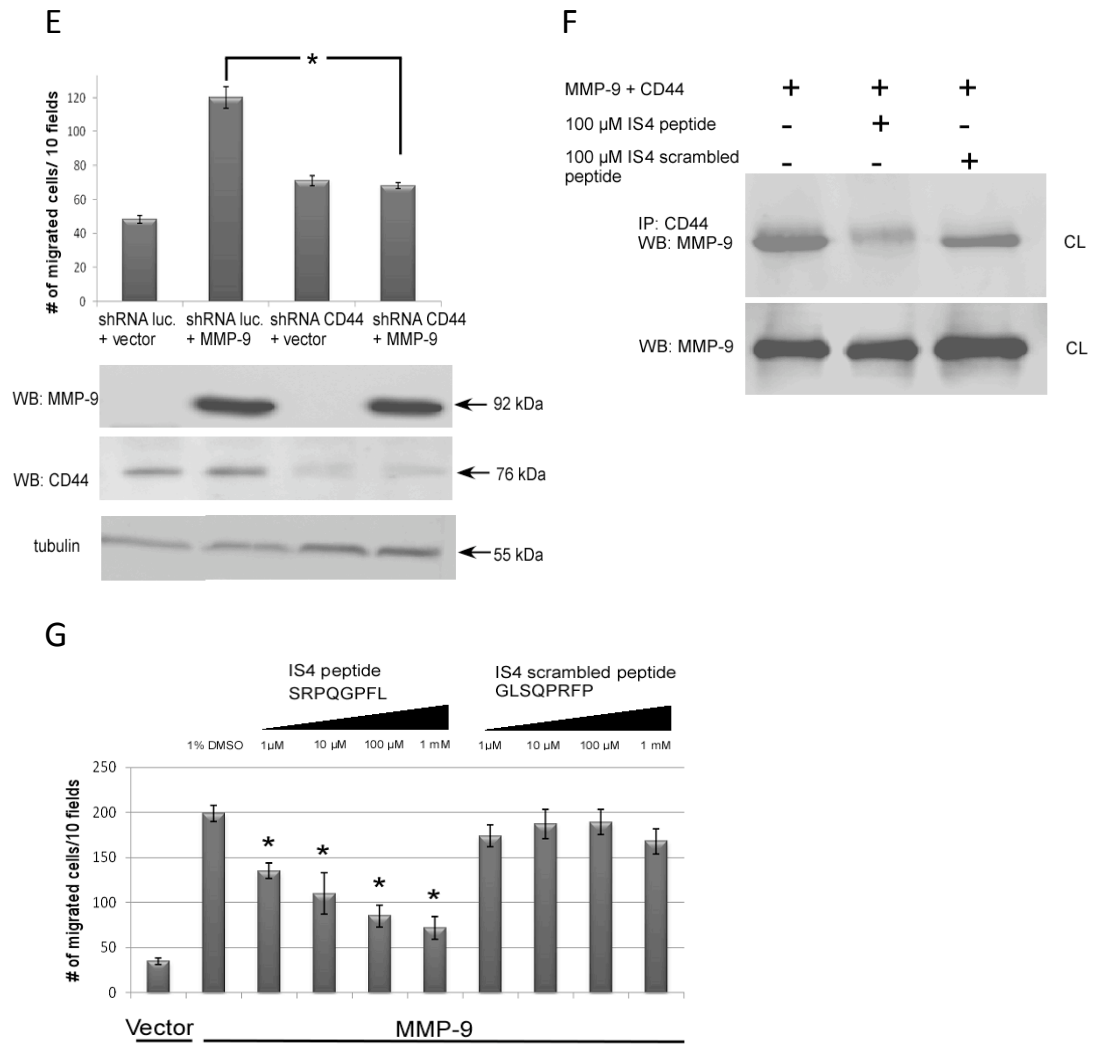 E
*
# of migrated cells/ 10 fields
120
100
80
60
40
20
0
shRNA luc. + vector
shRNA luc. + MMP-9
shRNA CD44 + vector
shRNA CD44 + MMP-9
WB: MMP-9
92 kDa
WB: CD44
76 kDa
tubulin
55 kDa
F
MMP-9 + CD44 + + +
100 µM IS4 peptide - + -
100 µM IS4 scrambled
peptide - - +
IP: CD44
WB: MMP-9
CL
WB: MMP-9
CL
G
IS4 peptide
SRPQGPFL
IS4 scrambled peptide
GLSQPRFP
1% DMSO 1µM 10 µM 100 µM 1 mM 1µM 10 µM 100 µM 1 mM
# of migrated cells/10 fields
250
200
150
100
50
0
* * * *
Vector MMP-9